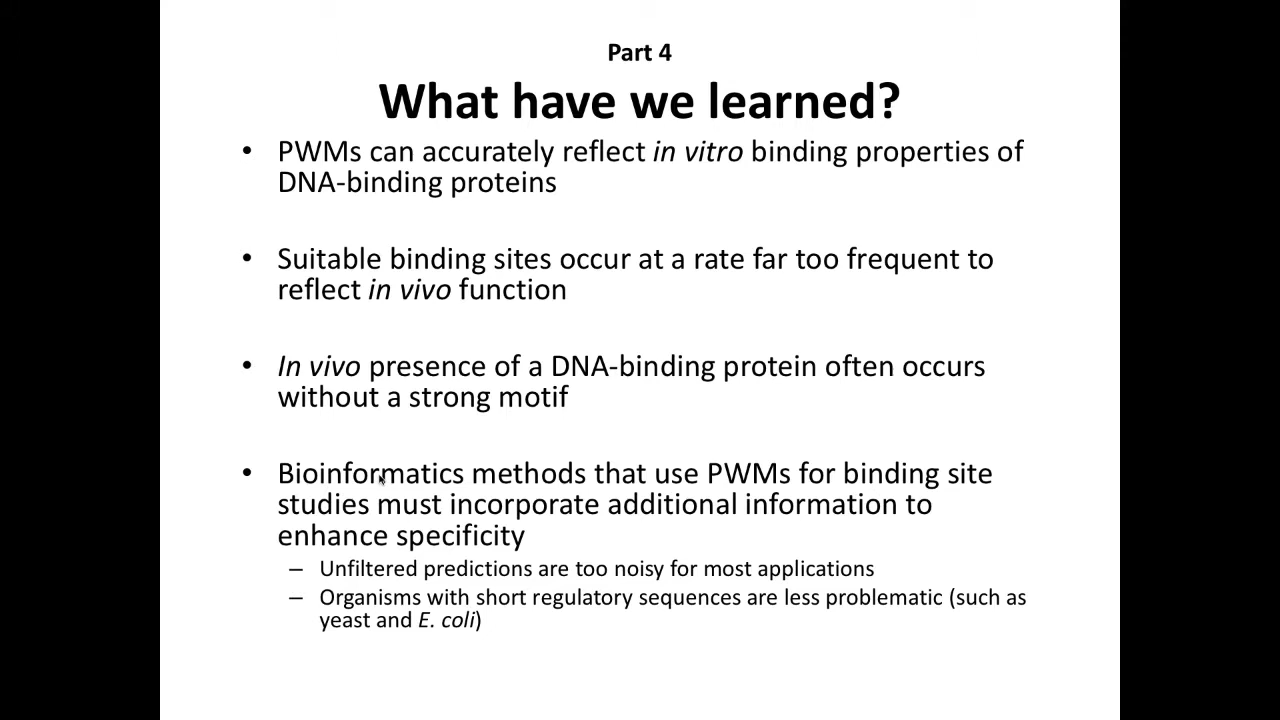 Part 4
What have we learned?
• PWMs can accurately reflect in vitro binding properties of
DNA-binding proteins
• Suitable binding sites occur at a rate far too frequent to
reflect in vivo function
• In vivo presence of a DNA-binding protein often occurs
without a strong motif
• Bioinformatics methods that use PWMs for binding site
studies must incorporate additional information to
enhance specificity
– Unfiltered predictions are too noisy for most applications
– Organisms with short regulatory sequences are less problematic (such as
yeast and E. coli)